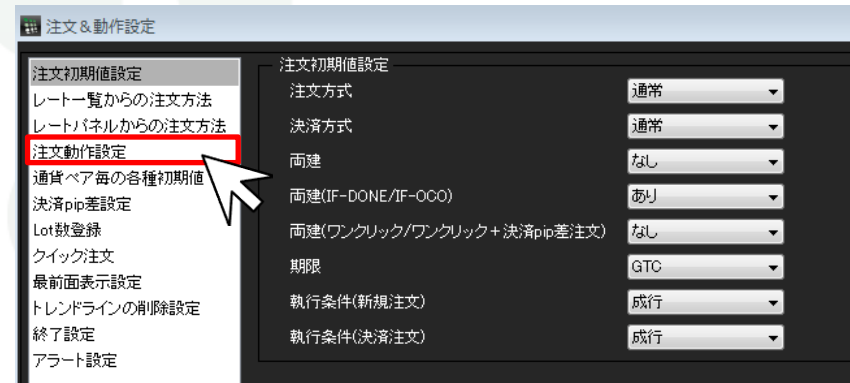 注文&動作設定
注文初期値設定
レート一覧からの注文方法
レートパネルからの注文方法
注文動作設定
通貨ペア毎の各種初期値
決済pip差設定
Lot数登録
クイック注文
最前面表示設定
トレンドラインの削除設定
終了設定
アラート設定
注文初期値設定
注文方式 通常
決済方式 通常
両建 なし
両建(IF-DONE/IF-OCO) あり
両建(ワンクリック/ワンクリック+決済pip差注文) なし
期限 GTC
執行条件(新規注文) 成行
執行条件(決済注文) 成行